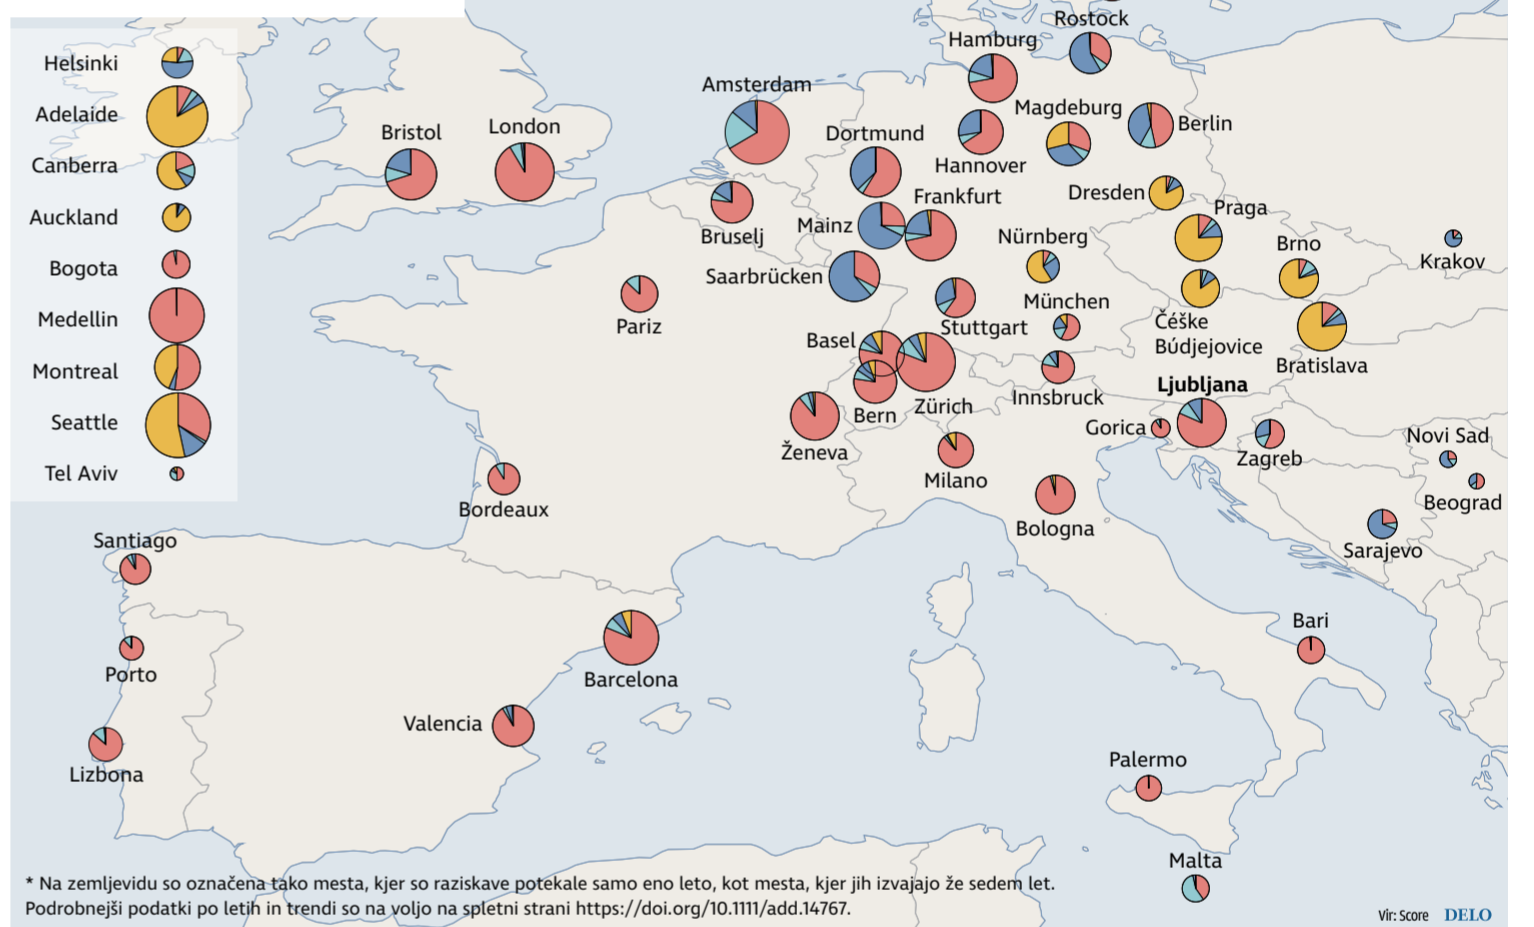 Helsinki
Adelaide
Canberra
Auckland
Bogota
Medellin
Montreal
Seattle
Tel Aviv
Rostock
Hamburg
Amsterdam
Magdeburg
Bristol
London
Dortmund
Berlin
Hannover
Dresden
Frankfurt
Praga
Bruselj
Mainz
Nürnberg
Brno
Krakov
Saarbrücken
München
Pariz
Stuttgart
Čéške
Búdjejovice
Basel
Bratislava
Ljubljana
Innsbruck
Bern
Zürich
Gorica
Novi Sad
Ženeva
Zagreb
Milano
Beograd
Bordeaux
Bologna
Sarajevo
Santiago
Bari
Porto
Barcelona
Valencia
Lizbona
Palermo
Malta
* Na zemljevidu so označena tako mesta, kjer so raziskave potekale samo eno leto, kot mesta, kjer jih izvajajo že sedem let.
Podrobnejši podatki po letih in trendi so na voljo na spletni strani https://doi.org/10.1111/add.14767.
Vir: Score DELO